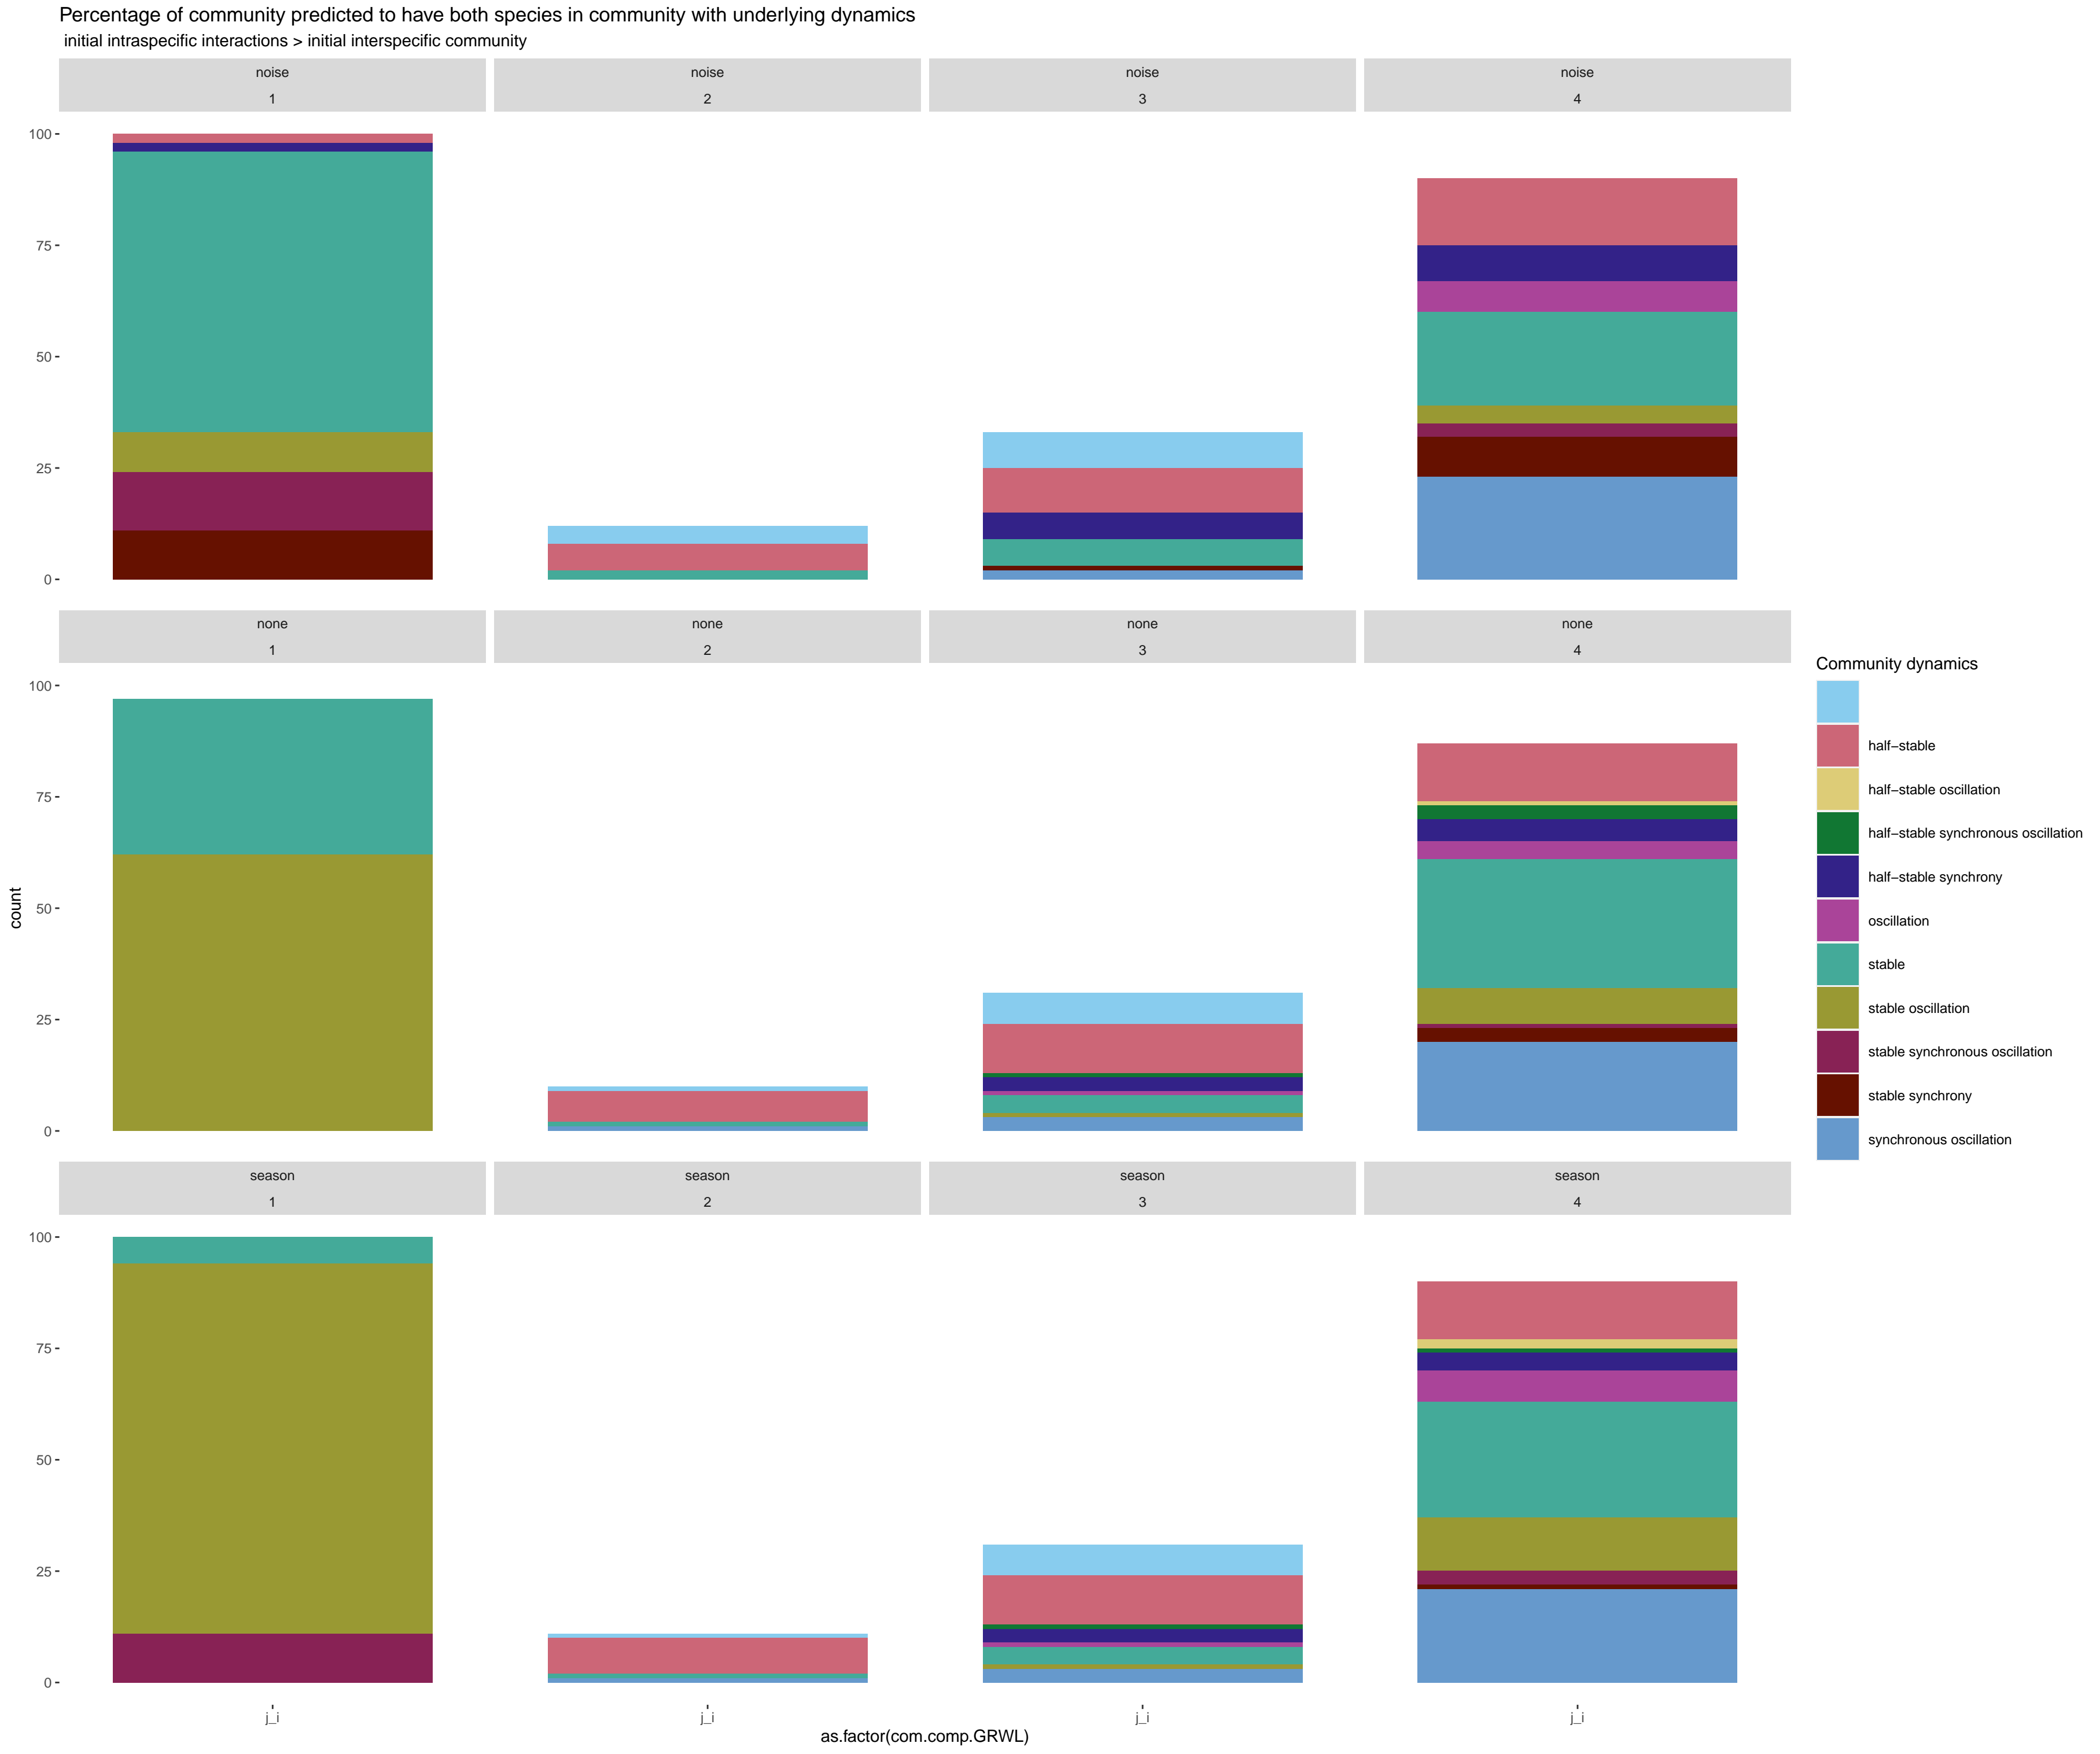 Percentage of community predicted to have both species in community with underlying dynamics
initial intraspecific interactions > initial interspecific community
noise
1
noise
2
noise
3
noise
4
100
75
50
25
0
none
1
none
2
none
3
none
4
100
75
50
25
0
season
1
season
2
season
3
season
4
100
75
50
25
0
j_i
j_i
j_i
j_i
as.factor(com.comp.GRWL)
count
Community dynamics
half−stable
half−stable oscillation
half−stable synchronous oscillation
half−stable synchrony
oscillation
stable
stable oscillation
stable synchronous oscillation
stable synchrony
synchronous oscillation